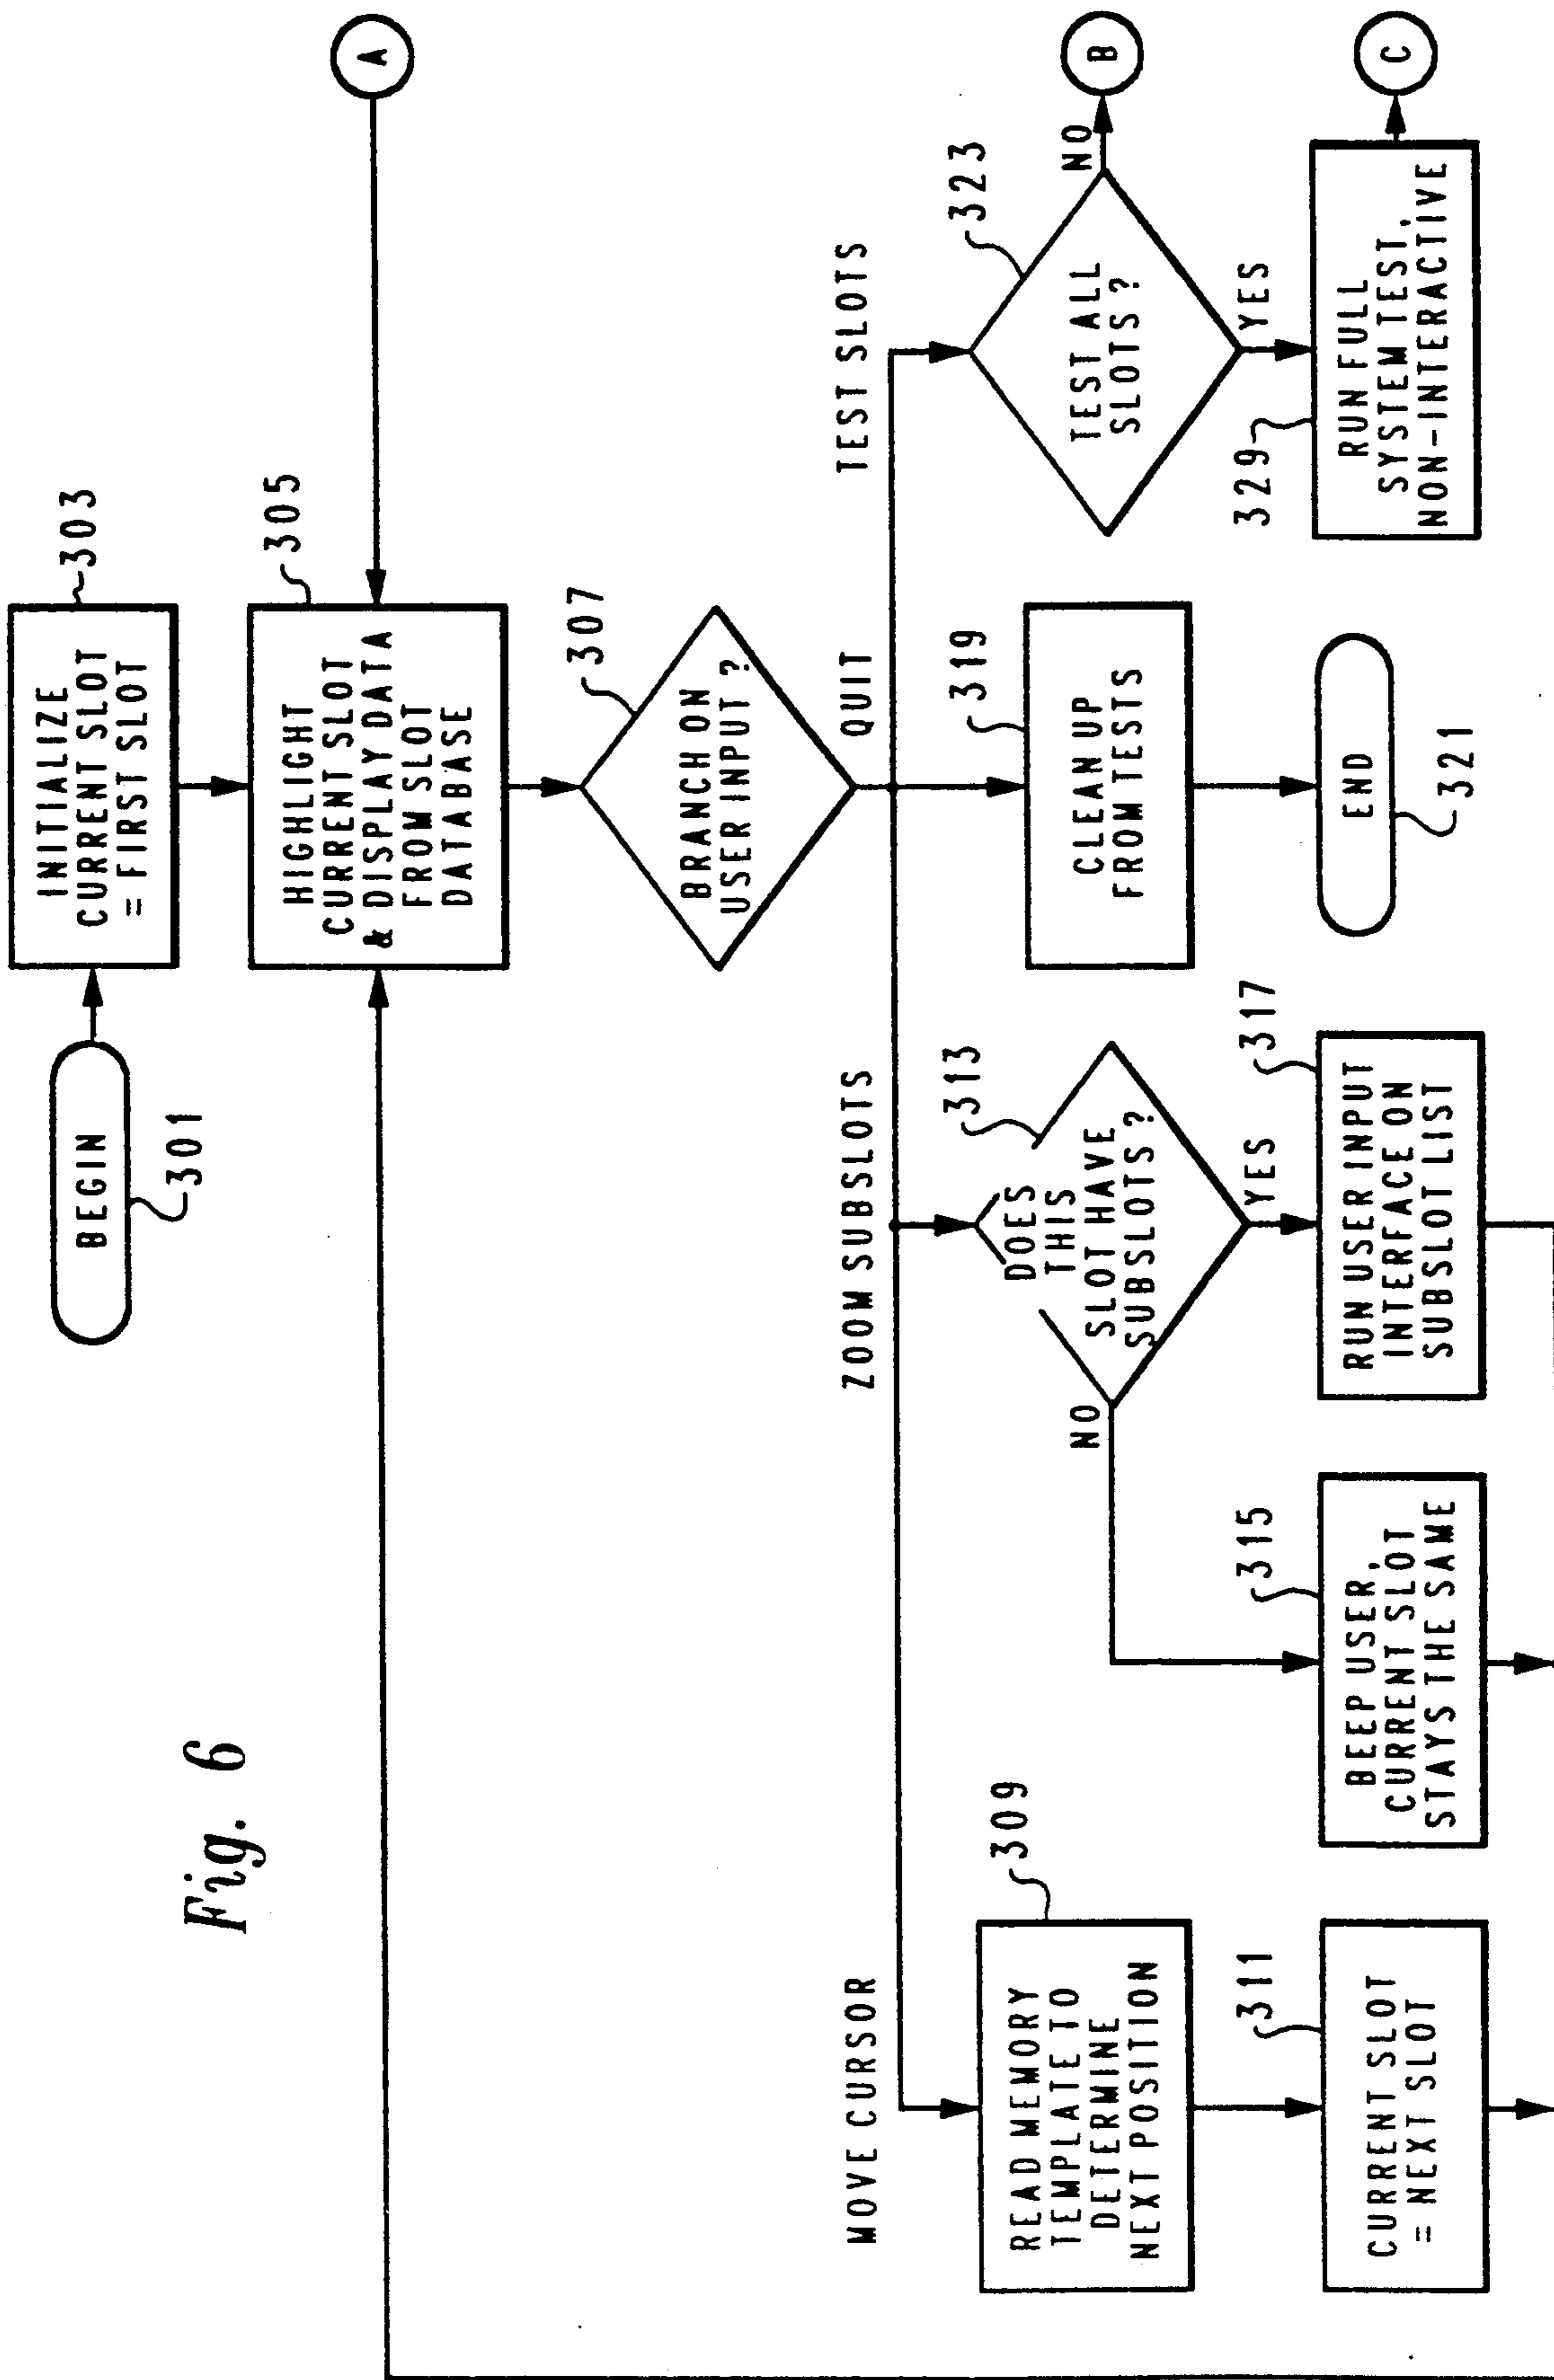 Fig. 6
BEGIN
301
INITIALIZE
CURRENT SLOT
= FIRST SLOT
303
HIGHLIGHT
CURRENT SLOT
& DISPLAY DATA
FROM SLOT
DATABASE
305
A
BRANCH ON
USER INPUT ?
307
MOVE CURSOR
ZOOM SUBSLOTS
QUIT
TEST SLOTS
READ MEMORY
TEMPLATE TO
DETERMINE
NEXT POSITION
309
CURRENT SLOT
= NEXT SLOT
311
DOES
THIS
SLOT HAVE
SUBSLOTS ?
313
NO
YES
BEEP USER,
CURRENT SLOT
STAYS THE SAME
315
RUN USER INPUT
INTERFACE ON
SUBSLOT LIST
317
CLEAN UP
FROM TESTS
319
END
321
TEST ALL
SLOTS ?
323
NO
B
YES
RUN FULL
SYSTEM TEST,
NON-INTERACTIVE
329
C